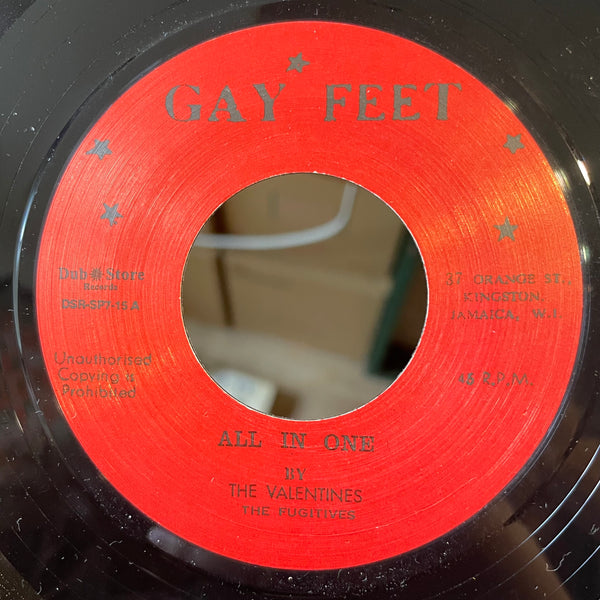 GAY FEET
Dub Store
Records
DSR-SP7-15 A
37 ORANGE ST.,
KINGSTON,
JAMAICA, W.I.
Unauthorised
Copying is
Prohibited
45 R.P.M.
ALL IN ONE
BY
THE VALENTINES
THE FUGITIVES